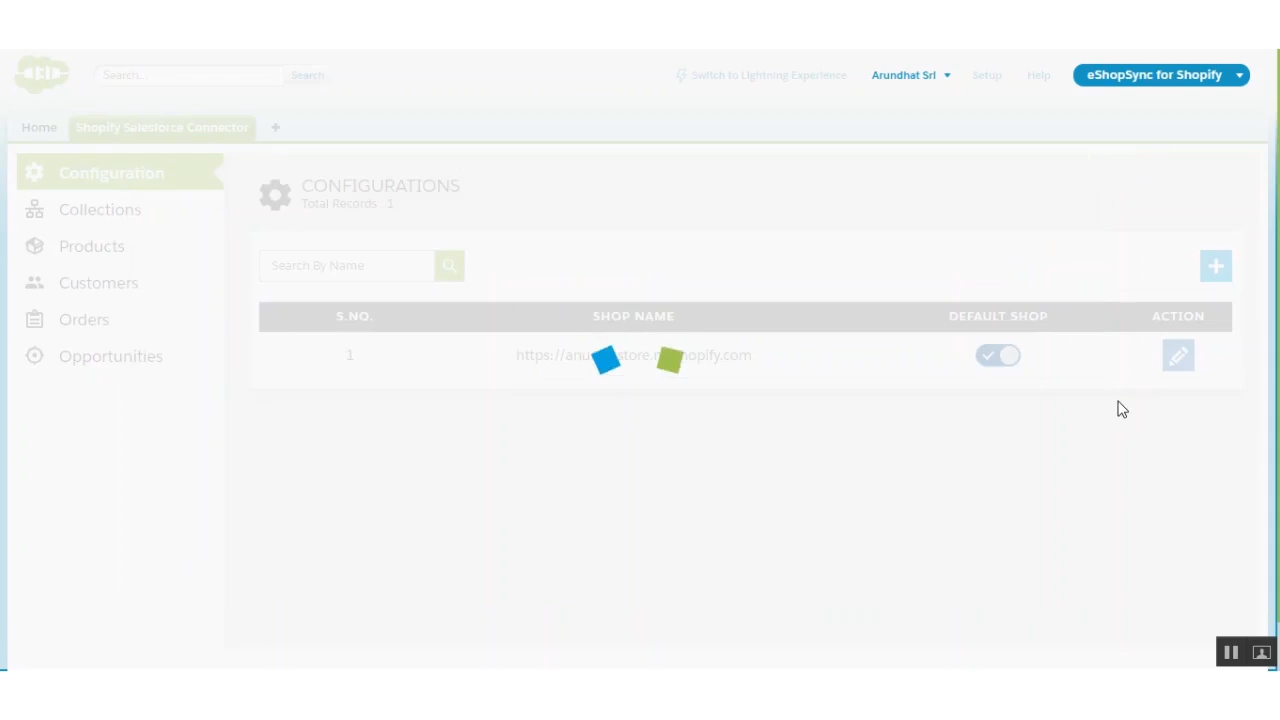 Search...
Search
Switch to Lightning Experience
Arundhat Srl
Setup
Help
eShopSync for Shopify
Home
Shopify Salesforce Connector
+
Configuration
Collections
Products
Customers
Orders
Opportunities
CONFIGURATIONS
Total Records : 1
Search By Name
S.NO. SHOP NAME DEFAULT SHOP ACTION
1